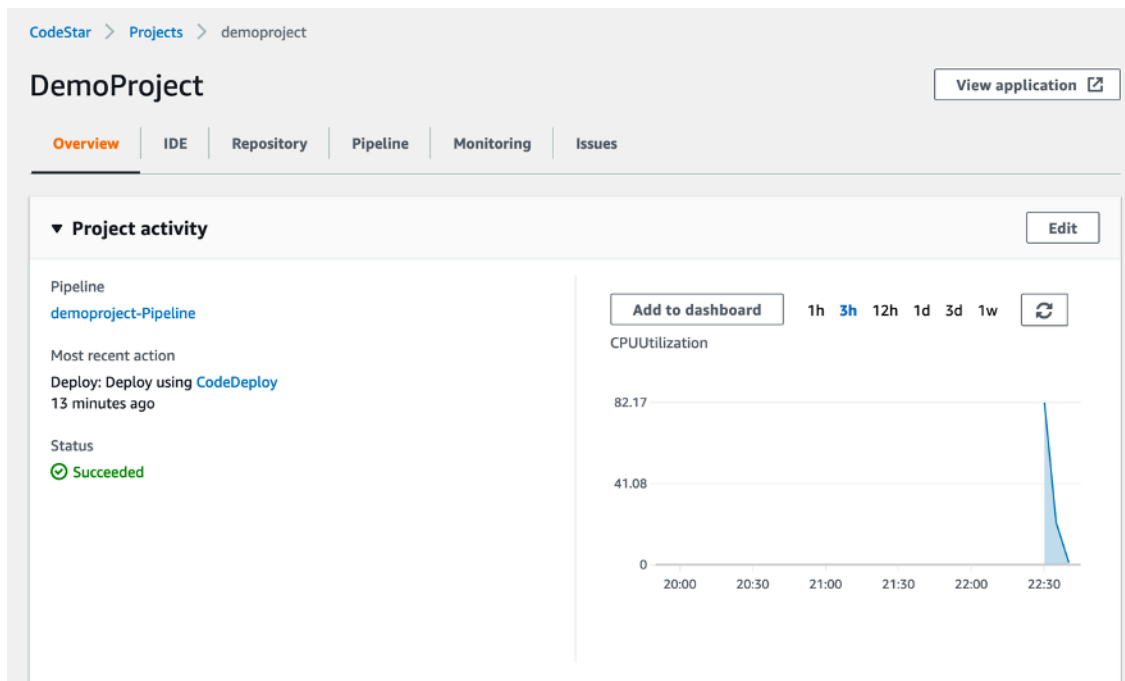 CodeStar > Projects > demoproject
DemoProject
View application
Overview
IDE
Repository
Pipeline
Monitoring
Issues
Project activity
Edit
Pipeline
demoproject-Pipeline
Most recent action
Deploy: Deploy using CodeDeploy
13 minutes ago
Status
Succeeded
Add to dashboard
1h 3h 12h 1d 3d 1w
CPUUtilization
82.17
41.08
0
20:00 20:30 21:00 21:30 22:00 22:30